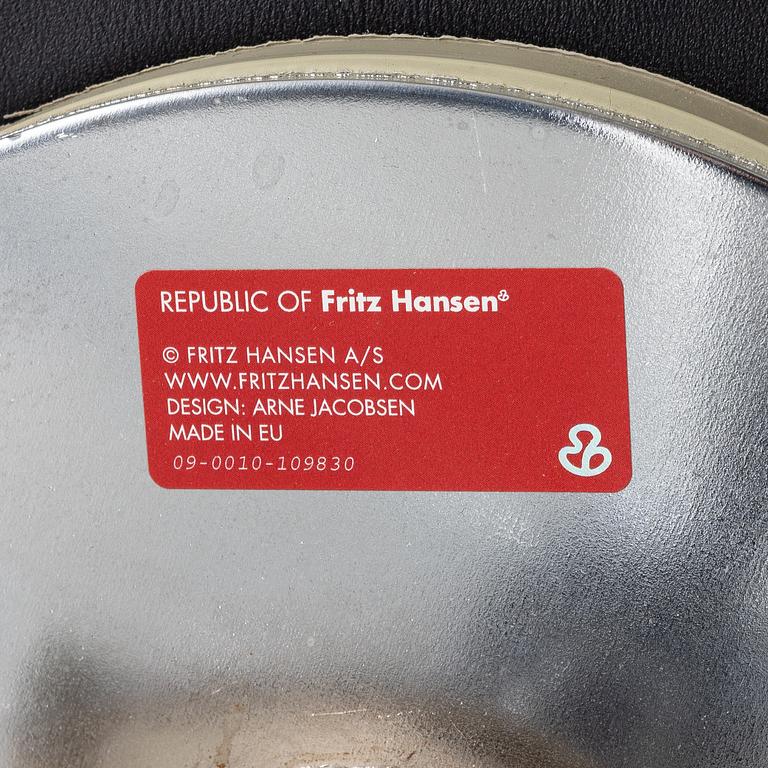 REPUBLIC OF Fritz Hansen
© FRITZ HANSEN A/S
WWW.FRITZHANSEN.COM
DESIGN: ARNE JACOBSEN
MADE IN EU
09-0010-109830